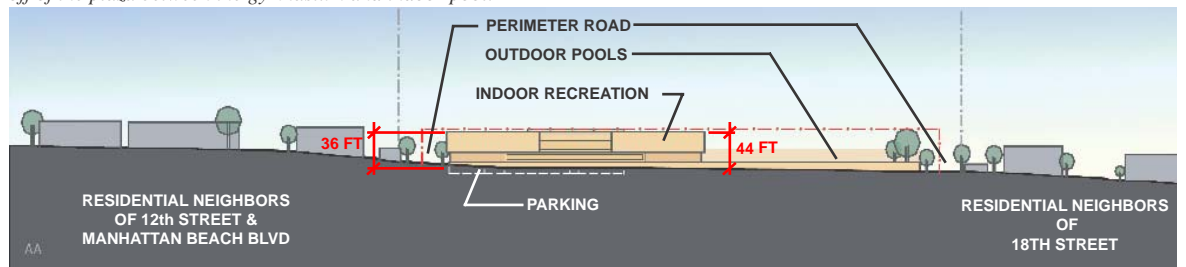 PERIMETER ROAD
OUTDOOR POOLS
INDOOR RECREATION
36 FT
44 FT
PARKING
RESIDENTIAL NEIGHBORS
OF 12th STREET &
MANHATTAN BEACH BLVD
RESIDENTIAL NEIGHBORS
OF
18TH STREET
AA